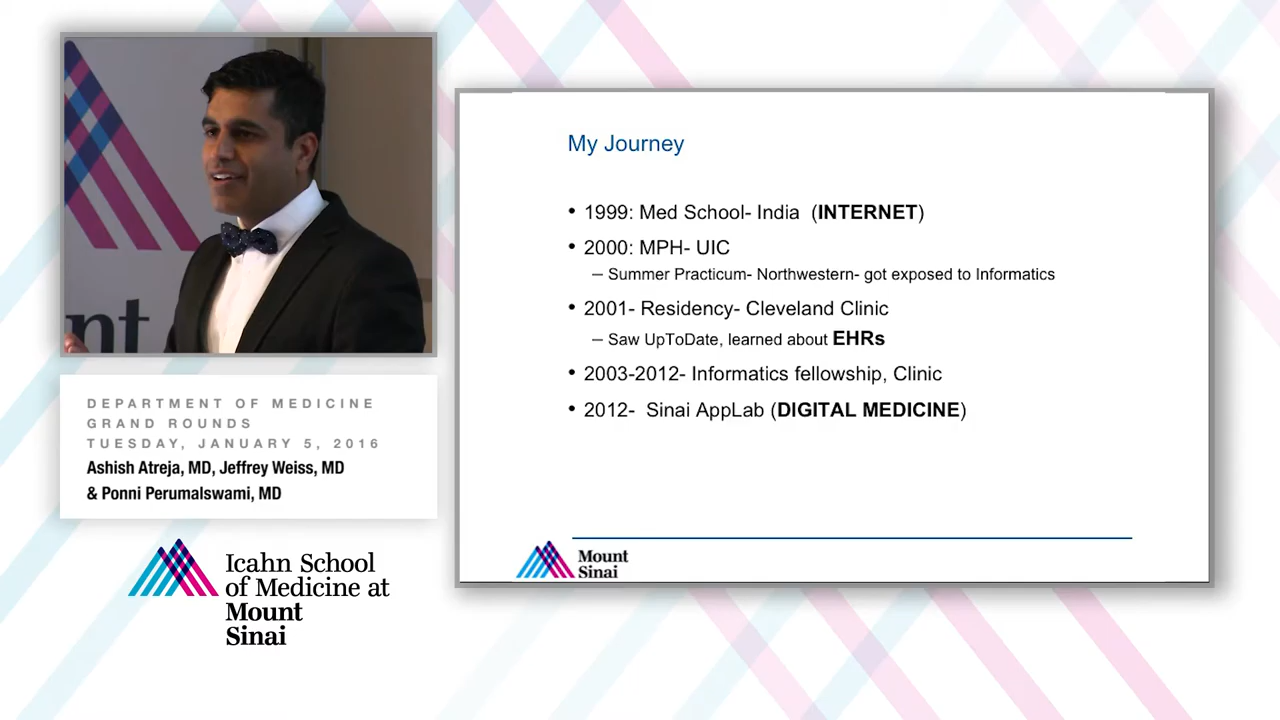 nt
DEPARTMENT OF MEDICINE
GRAND ROUNDS
TUESDAY, JANUARY 5, 2016
Ashish Atreja, MD, Jeffrey Weiss, MD
& Ponni Perumalswami, MD
Icahn School
of Medicine at
Mount
Sinai
My Journey
• 1999: Med School- India (INTERNET)
• 2000: MPH- UIC
– Summer Practicum- Northwestern- got exposed to Informatics
• 2001- Residency- Cleveland Clinic
– Saw UpToDate, learned about EHRs
• 2003-2012- Informatics fellowship, Clinic
• 2012- Sinai AppLab (DIGITAL MEDICINE)
Mount
Sinai